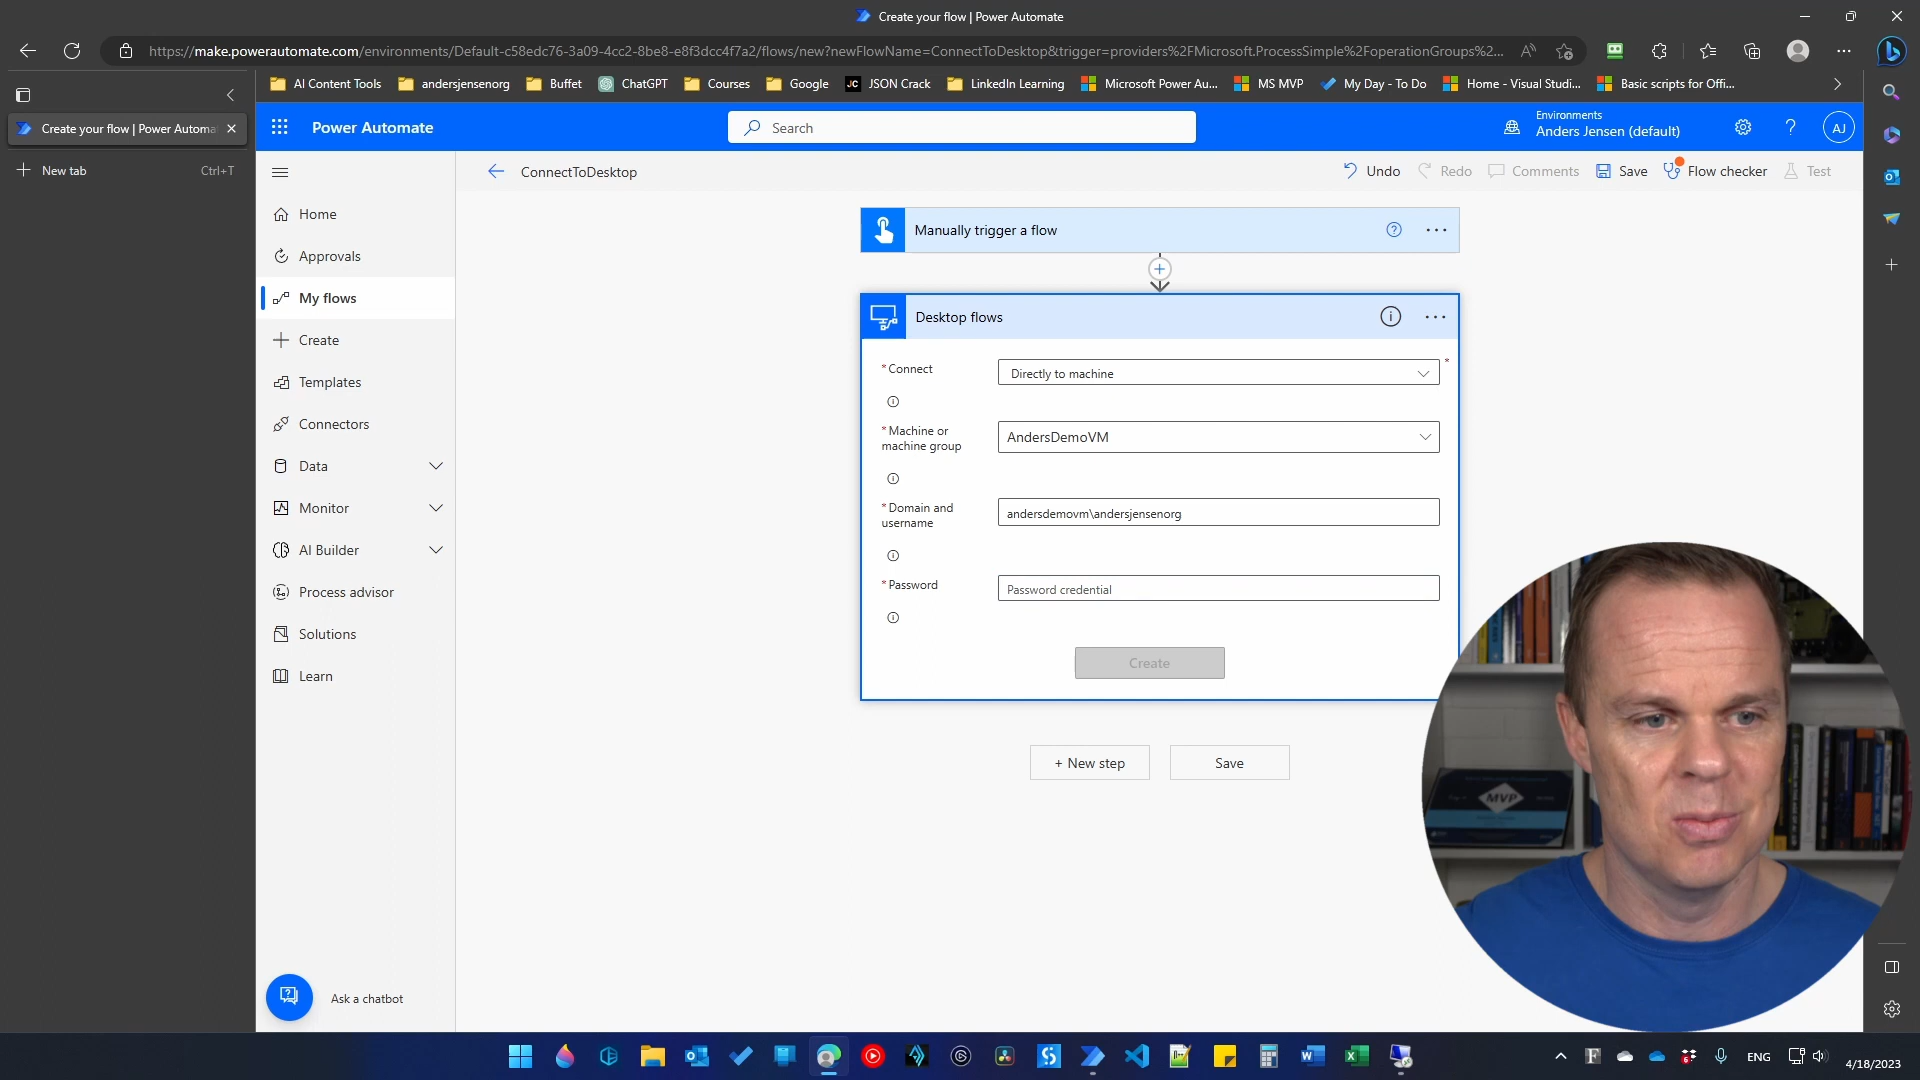 Create your flow | Power Automate
https://make.powerautomate.com/environments/Default-c58edc76-3a09-4cc2-8be8-e8f3dcc4f7a2/flows/new?newFlowName=ConnectToDesktop&trigger=providers%2FMicrosoft.ProcessSimple%2FoperationGroups%2...
AI Content Tools
andersjensenorg
Buffet
ChatGPT
Courses
Google
JC JSON Crack
LinkedIn Learning
Microsoft Power Au...
MS MVP
My Day - To Do
Home - Visual Studi...
Basic scripts for Offi...
Create your flow | Power Automa
New tab
Ctrl+T
Power Automate
Search
Environments
Anders Jensen (default)
AJ
ConnectToDesktop
Undo
Redo
Comments
Save
Flow checker
Test
Home
Approvals
My flows
Create
Templates
Connectors
Data
Monitor
AI Builder
Process advisor
Solutions
Learn
Ask a chatbot
Manually trigger a flow
Desktop flows
* Connect
Directly to machine
*
* Machine or
machine group
AndersDemoVM
* Domain and
username
andersdemovm\andersjensenorg
* Password
Password credential
Create
+ New step
Save
MVP
ENG
4/18/2023